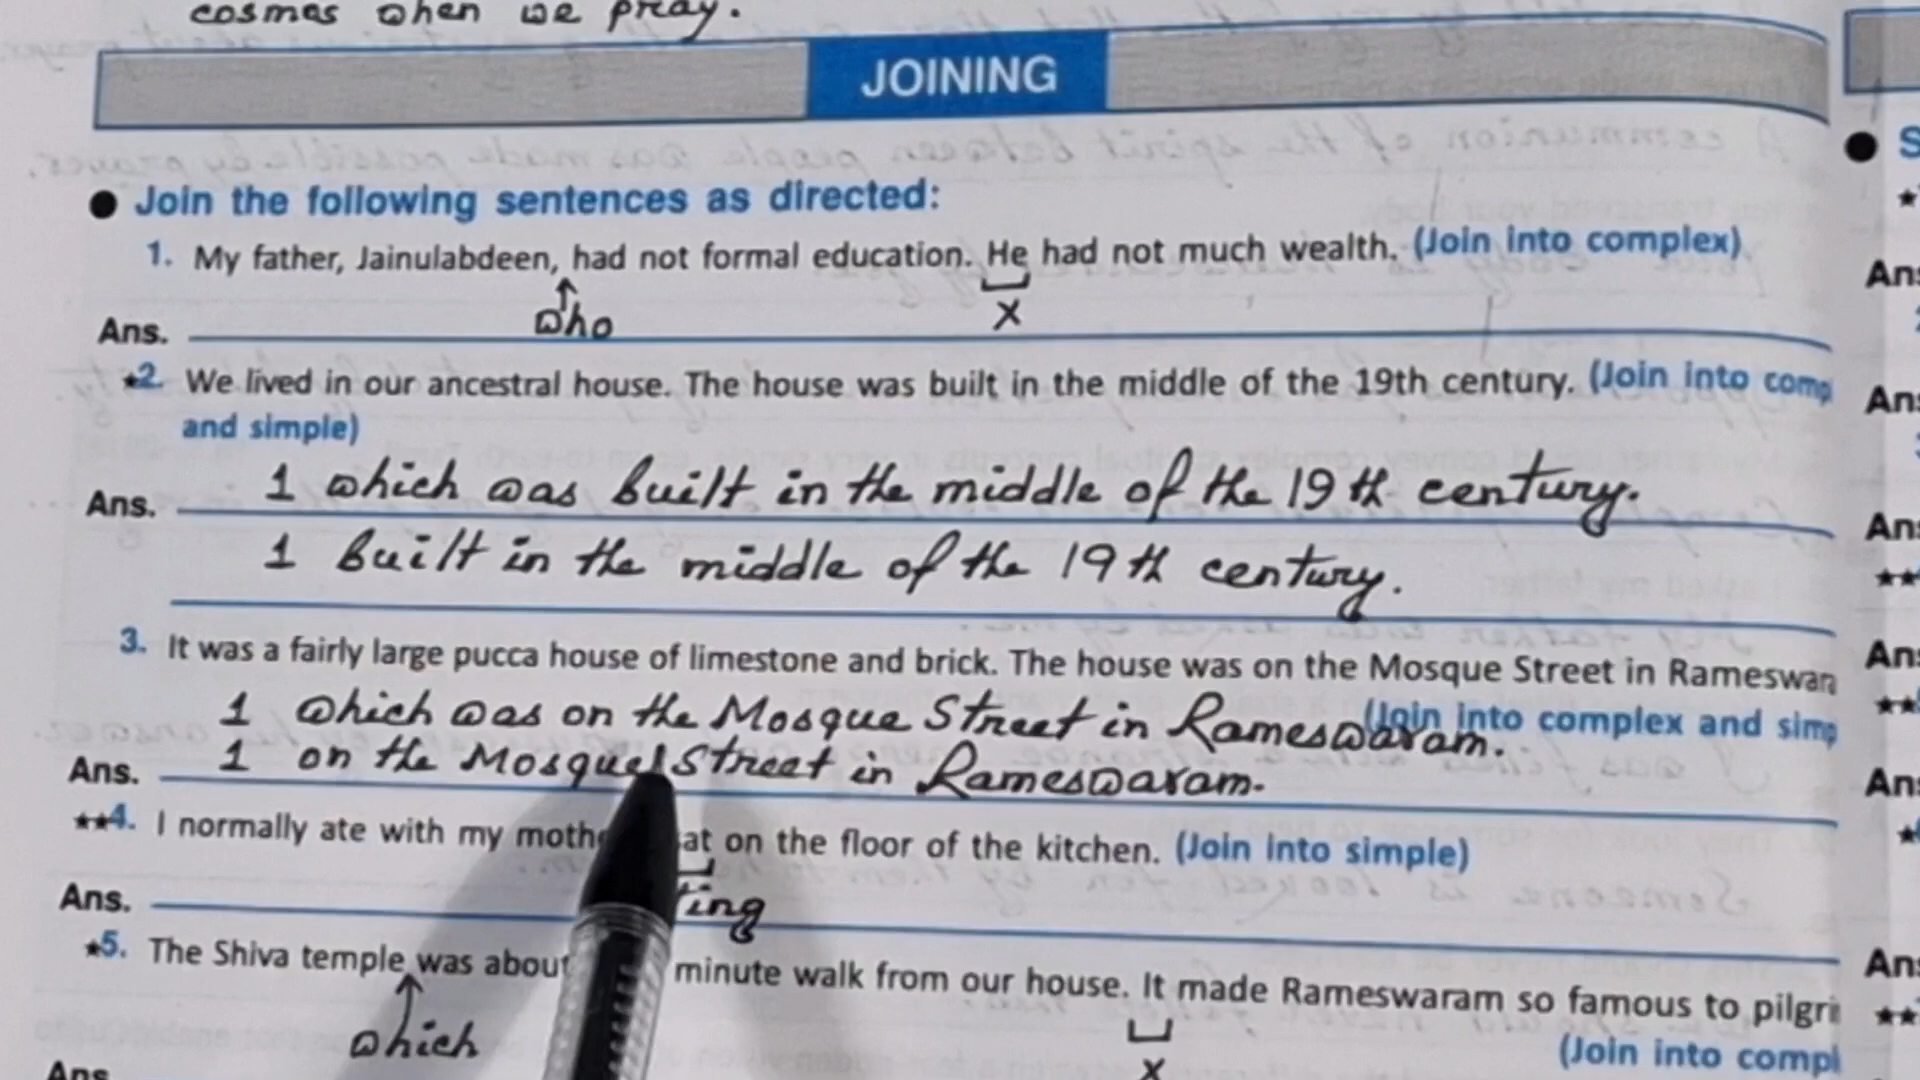 cosmos when we pray.
JOINING
● Join the following sentences as directed:
1. My father, Jainulabdeen, had not formal education. He had not much wealth. (Join into complex)
who X
Ans.
★2. We lived in our ancestral house. The house was built in the middle of the 19th century. (Join into comp
and simple)
Ans. 1 which was built in the middle of the 19th century.
1 built in the middle of the 19th century.
3. It was a fairly large pucca house of limestone and brick. The house was on the Mosque Street in Rameswar
(Join into complex and simp
1 which was on the Mosque Street in Rameswaram.
Ans. 1 on the Mosque Street in Rameswaram.
★★4. I normally ate with my moth at on the floor of the kitchen. (Join into simple)
Ans. ting
★5. The Shiva temple was about minute walk from our house. It made Rameswaram so famous to pilgri
which X
(Join into compl
Ans
● S
Ans
Ans
Ans
★★
Ans
★★
Ans
★
Ans
★★